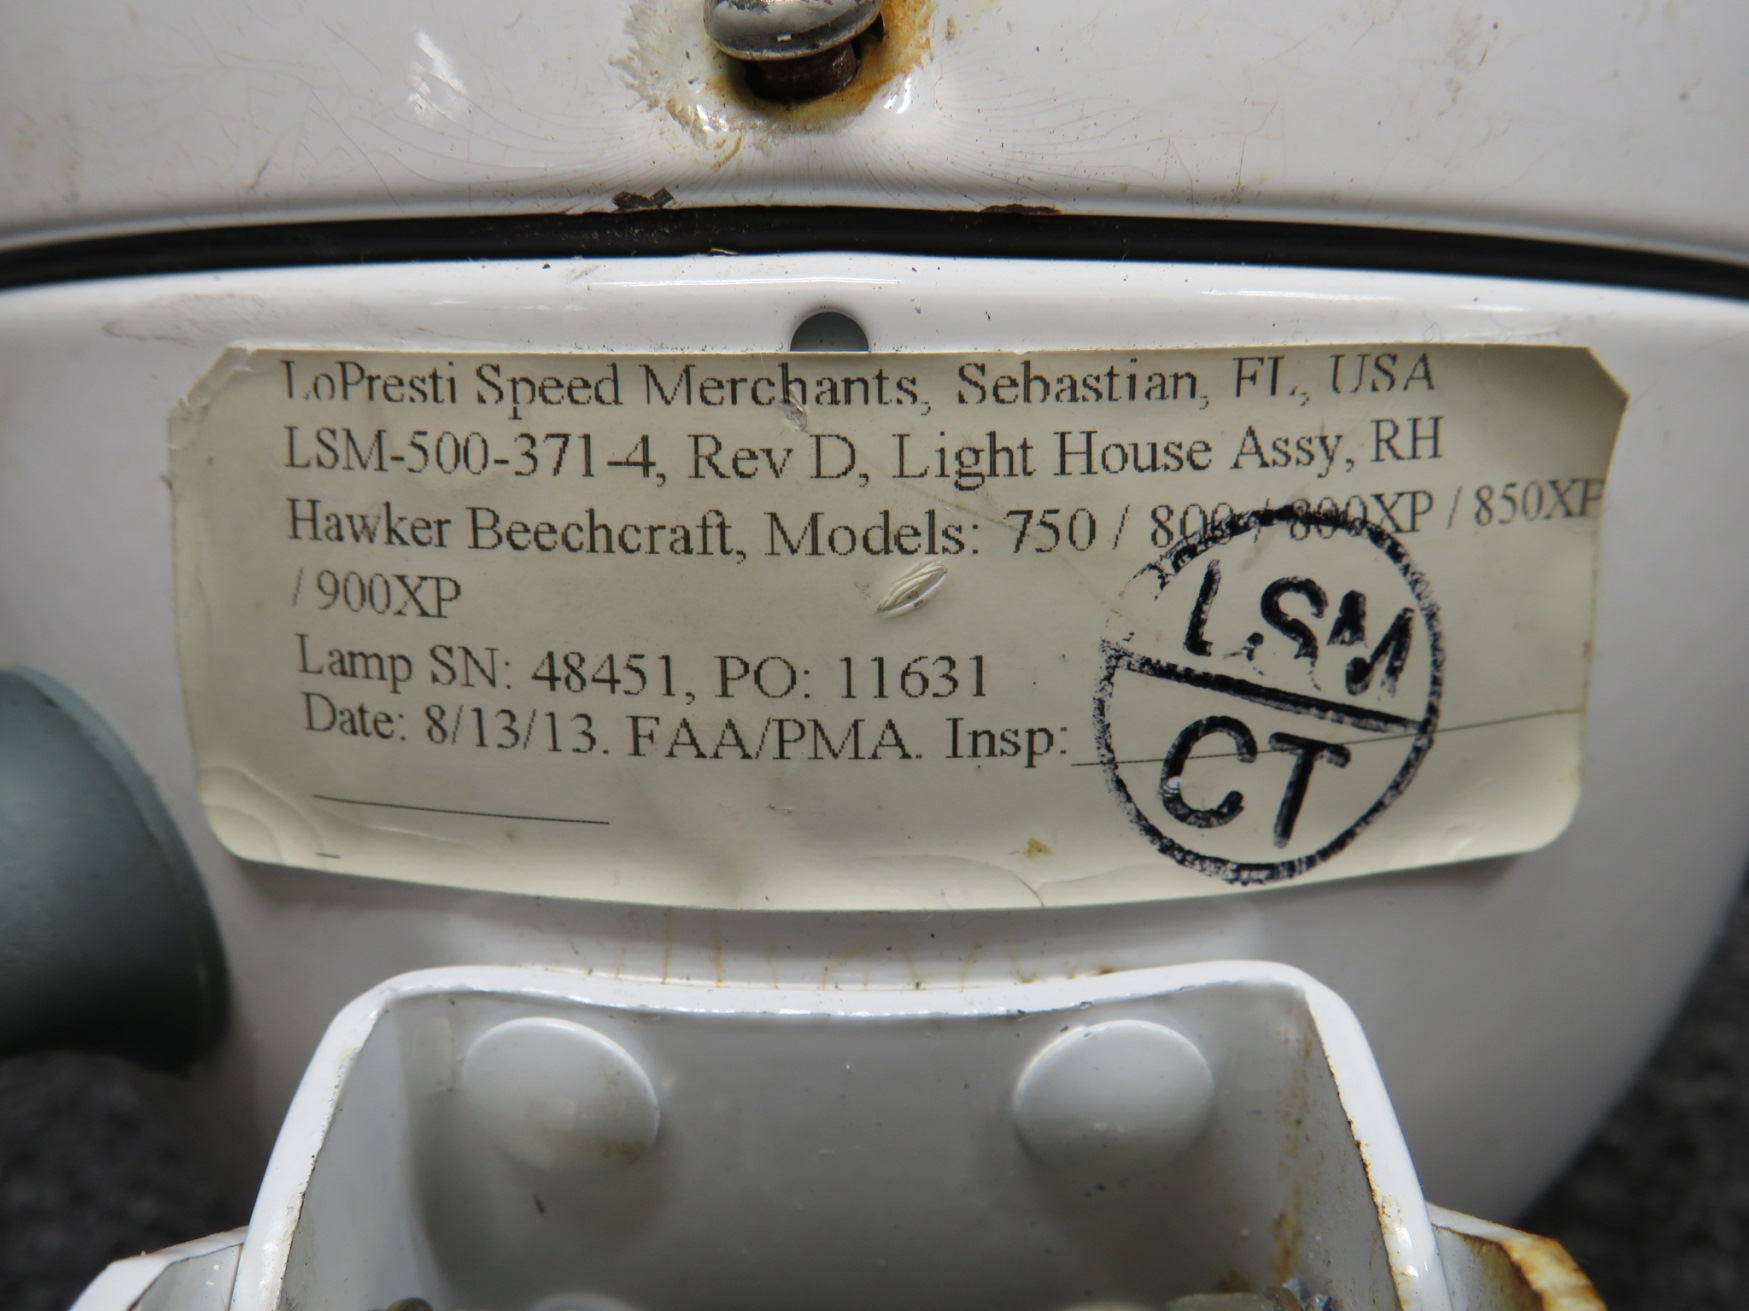 LoPresti Speed Merchants, Sebastian, FL, USA
LSM-500-371-4, Rev D, Light House Assy, RH
Hawker Beechcraft, Models: 750 / 800 / 800XP / 850XP
/ 900XP
Lamp SN: 48451, PO: 11631
Date: 8/13/13. FAA/PMA. Insp:
LSM
CT